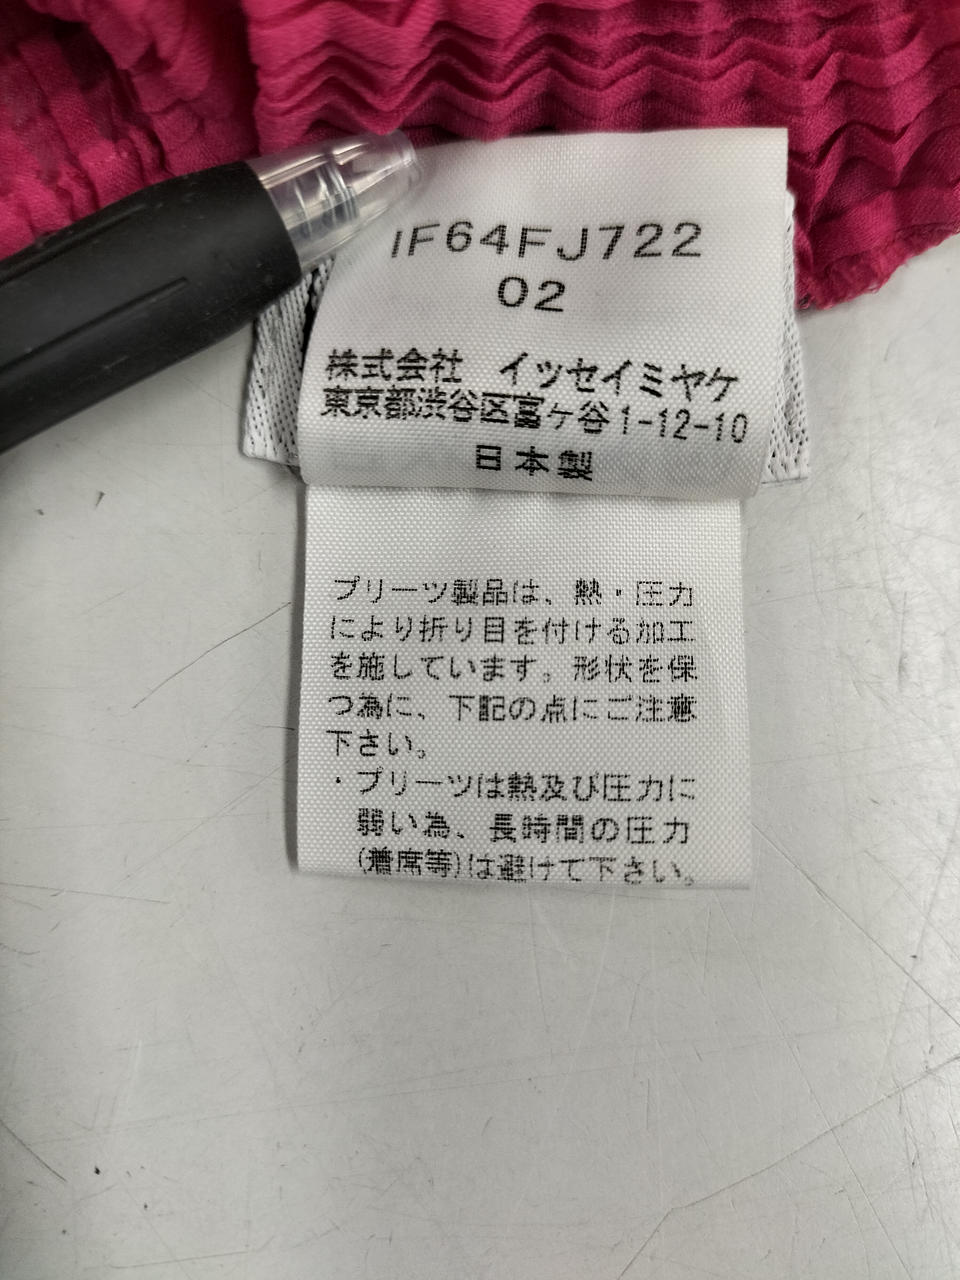 IF64FJ722
02
株式会社 イッセイミヤケ
東京都渋谷区富ヶ谷1-12-10
日本製
プリーツ製品は、熱・圧力
により折り目を付ける加工
を施しています。形状を保
つ為に、下記の点にご注意
下さい。
・プリーツは熱及び圧力に
弱い為、長時間の圧力
(着席等)は避けて下さい。